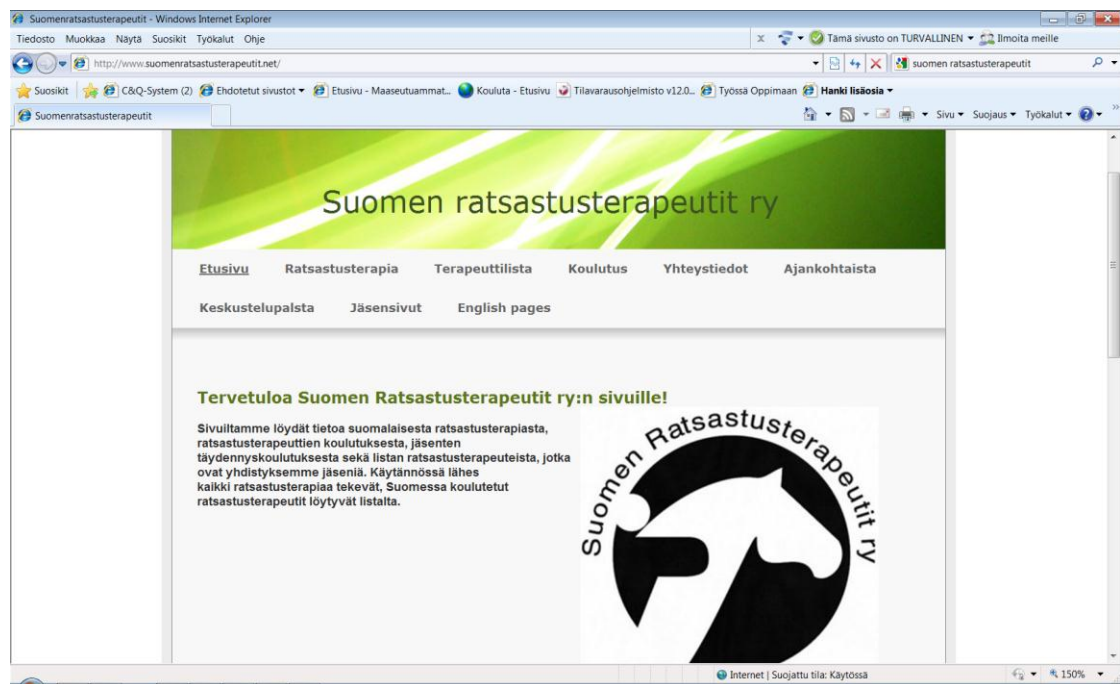 Suomenratsastusterapeutit - Windows Internet Explorer
Tiedosto Muokkaa Näytä Suosikit Työkalut Ohje
x Tämä sivusto on TURVALLINEN Ilmoita meille
http://www.suomenratsastusterapeutit.net/ suomen ratsastusterapeutit
Suosikit C&Q-System (2) Ehdotetut sivustot Etusivu - Maaseutuammat... Kouluta - Etusivu Tilavarausohjelmisto v12.0... Työssä Oppimaan Hanki lisäosia
Suomenratsastusterapeutit Sivu Suojaus Työkalut
Suomen ratsastusterapeutit ry
Etusivu Ratsastusterapia Terapeuttilista Koulutus Yhteystiedot Ajankohtaista
Keskustelupalsta Jäsensivut English pages
Tervetuloa Suomen Ratsastusterapeutit ry:n sivuille!
Sivuiltamme löydät tietoa suomalaisesta ratsastusterapiasta,
ratsastusterapeuttien koulutuksesta, jäsenten
täydennyskoulutuksesta sekä listan ratsastusterapeuteista, jotka
ovat yhdistyksemme jäseniä. Käytännössä lähes
kaikki ratsastusterapiaa tekevät, Suomessa koulutetut
ratsastusterapeutit löytyvät listalta.
Suomen Ratsastusterapeutit ry
Internet | Suojattu tila: Käytössä 150%